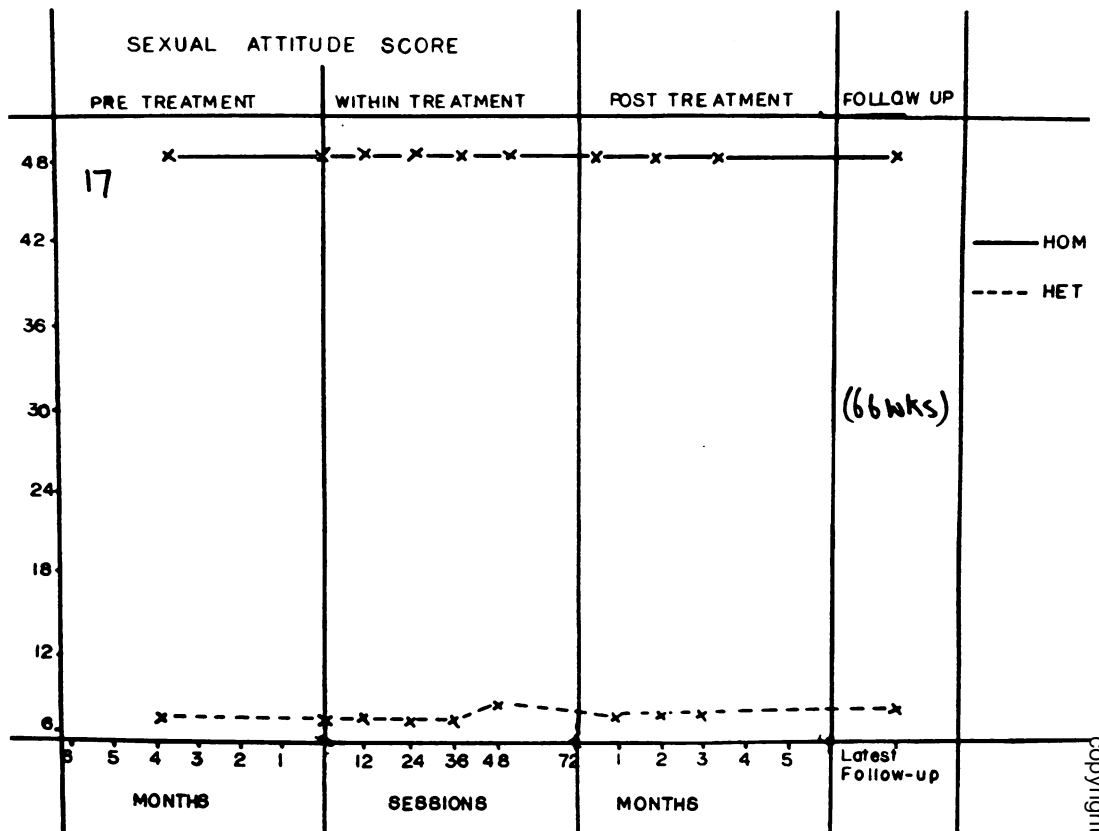 SEXUAL ATTITUDE SCORE
PRE TREATMENT WITHIN TREATMENT POST TREATMENT FOLLOW UP
48
17
42
HOM
HET
36
30
(66 wks)
24
18
12
6
6 5 4 3 2 1 12 24 36 48 72 1 2 3 4 5 Latest
Follow-up
MONTHS SESSIONS MONTHS
copyright